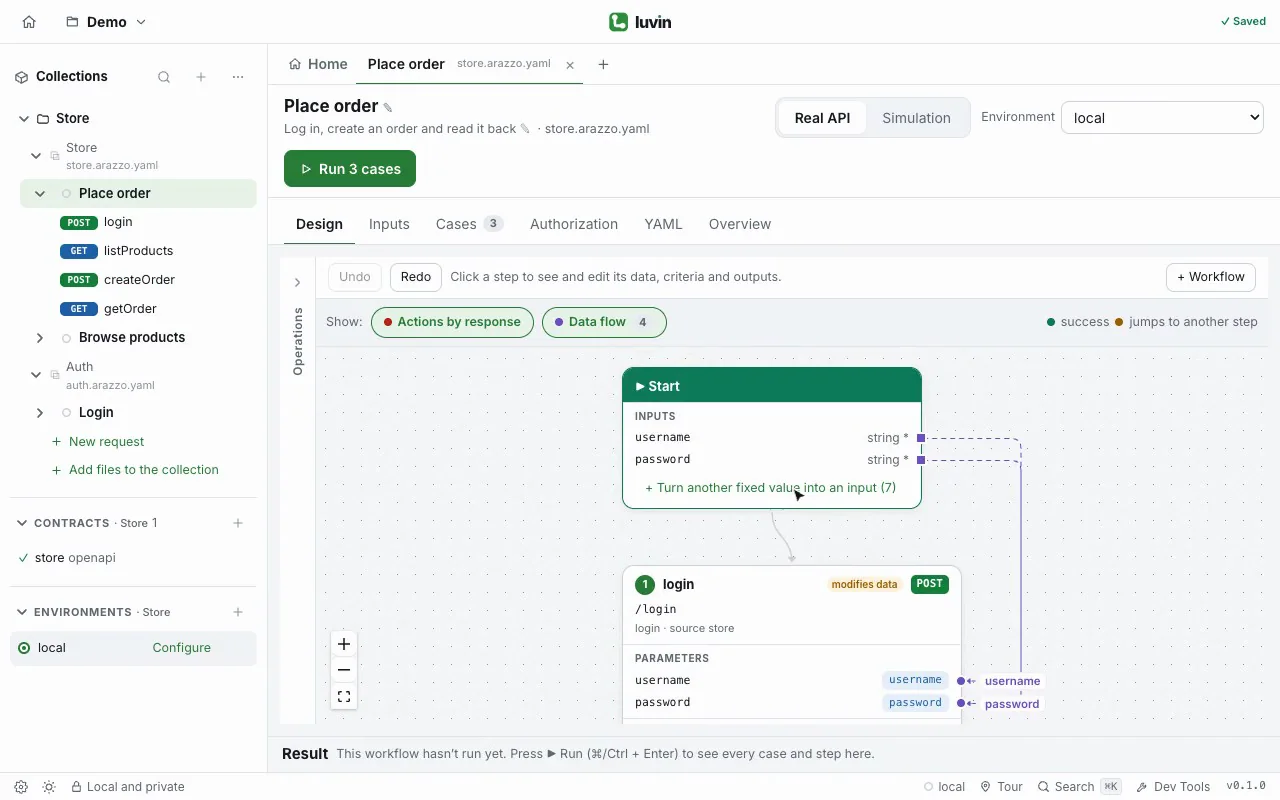 Demo
luvin
✓ Saved
Collections
Home
Place order store.arazzo.yaml × +
Store
Store
store.arazzo.yaml
Place order
POST login
GET listProducts
POST createOrder
GET getOrder
Browse products
Auth
auth.arazzo.yaml
Login
+ New request
+ Add files to the collection
CONTRACTS · Store 1 +
✓ store openapi
ENVIRONMENTS · Store +
local Configure
Place order
Log in, create an order and read it back · store.arazzo.yaml
Real API Simulation Environment local
Run 3 cases
Design Inputs Cases 3 Authorization YAML Overview
Operations
Undo Redo Click a step to see and edit its data, criteria and outputs. + Workflow
Show: Actions by response Data flow 4 success jumps to another step
Start
INPUTS
username string *
password string *
+ Turn another fixed value into an input (7)
1 login modifies data POST
/login
login · source store
PARAMETERS
username username username
password password password
Result This workflow hasn't run yet. Press ▶ Run (⌘/Ctrl + Enter) to see every case and step here.
Local and private local Tour Search ⌘K Dev Tools v0.1.0